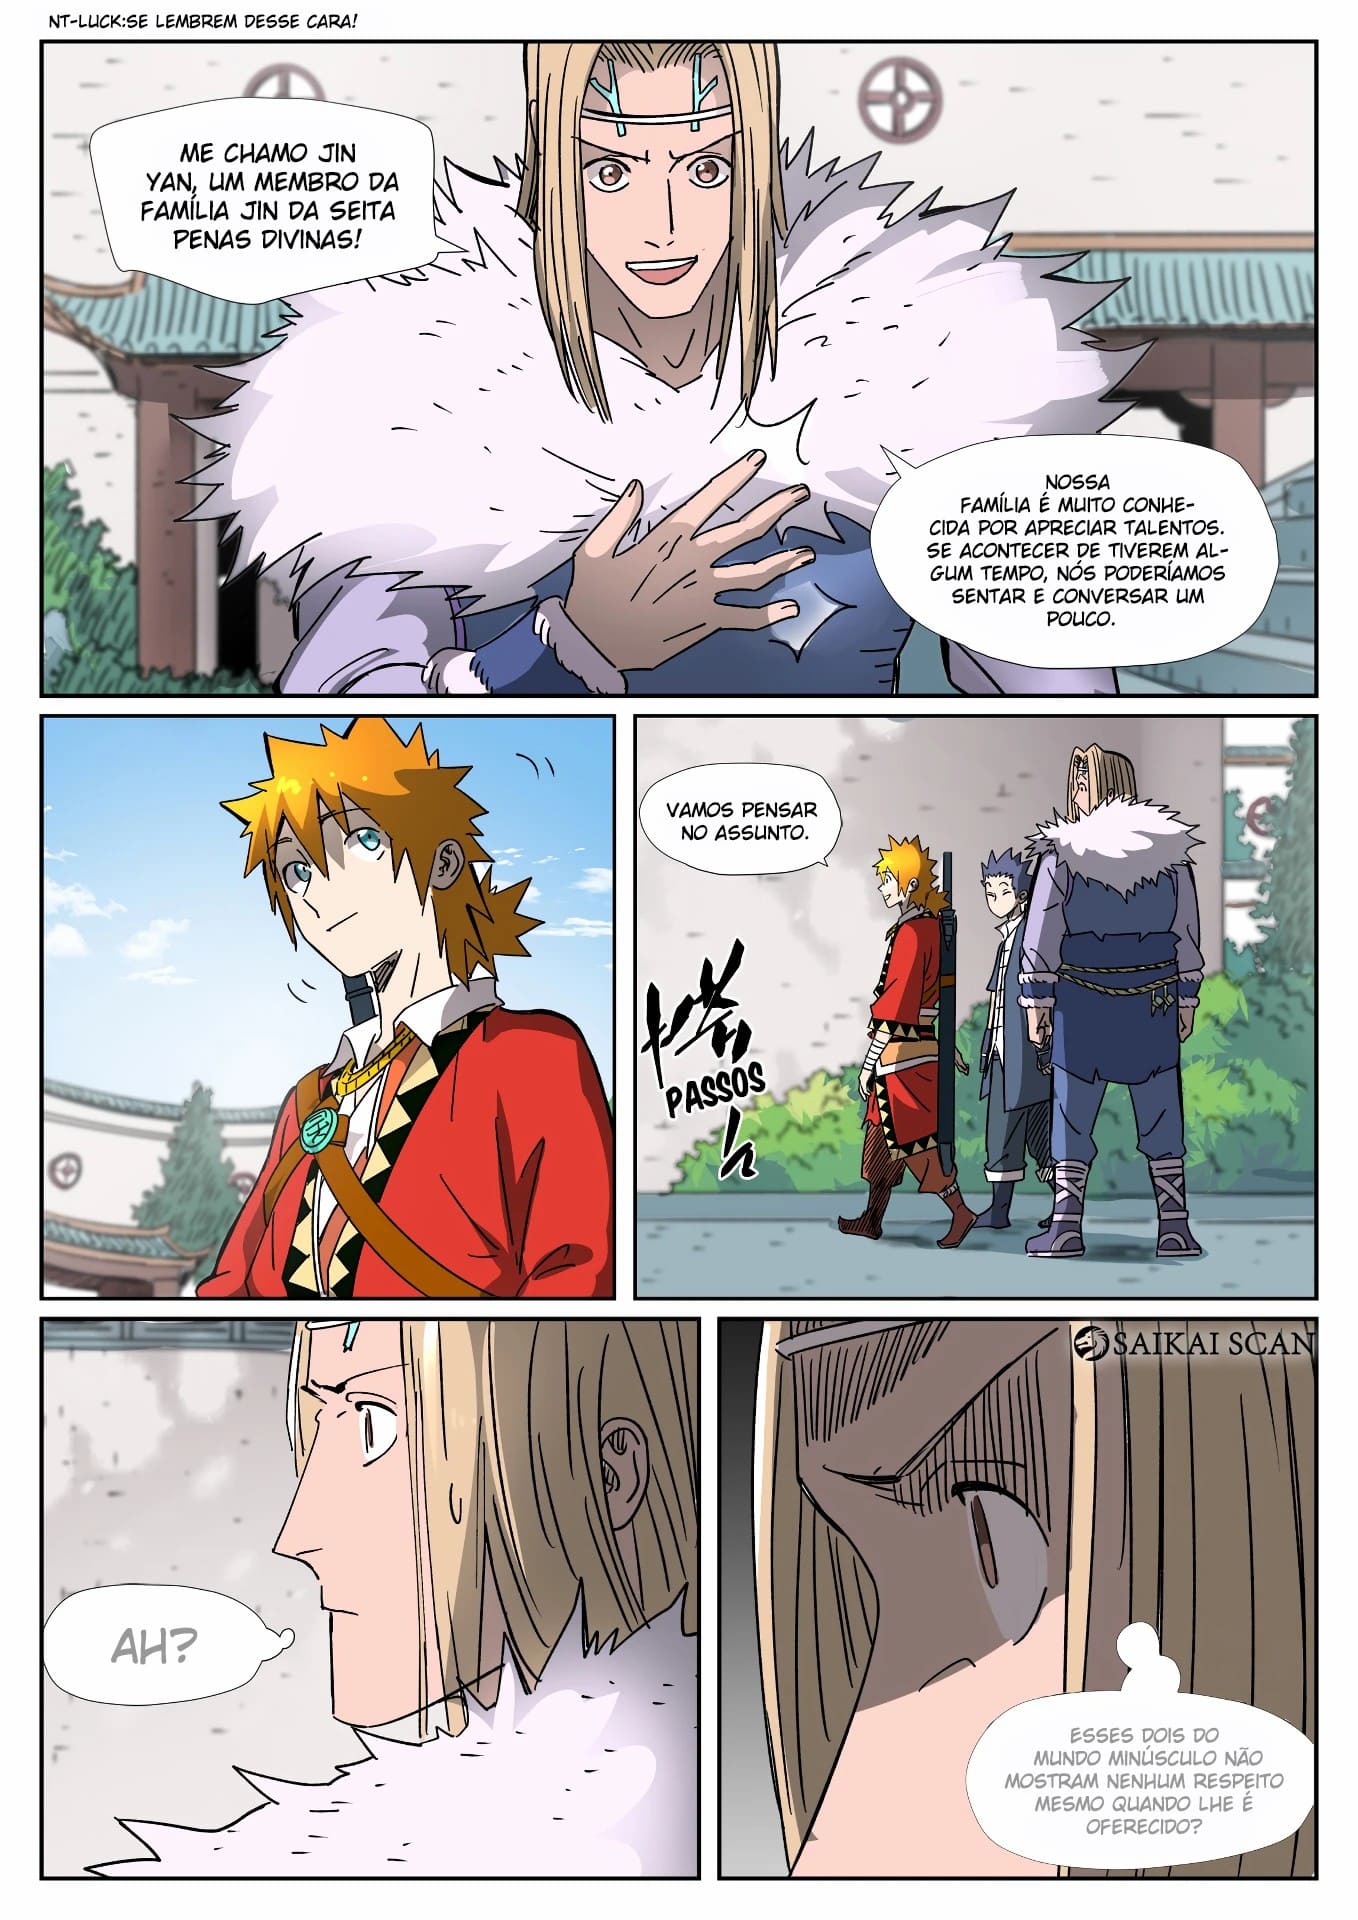 NT-LUCK:SE LEMBREM DESSE CARA!
ME CHAMO JIN
YAN, UM MEMBRO DA
FAMÍLIA JIN DA SEITA
PENAS DIVINAS!
NOSSA
FAMÍLIA É MUITO CONHE-
CIDA POR APRECIAR TALENTOS.
SE ACONTECER DE TIVEREM AL-
GUM TEMPO, NÓS PODERÍAMOS
SENTAR E CONVERSAR UM
POUCO.
VAMOS PENSAR
NO ASSUNTO.
PASSOS
SAIKAI SCAN
AH?
ESSES DOIS DO
MUNDO MINÚSCULO NÃO
MOSTRAM NENHUM RESPEITO
MESMO QUANDO LHE É
OFERECIDO?